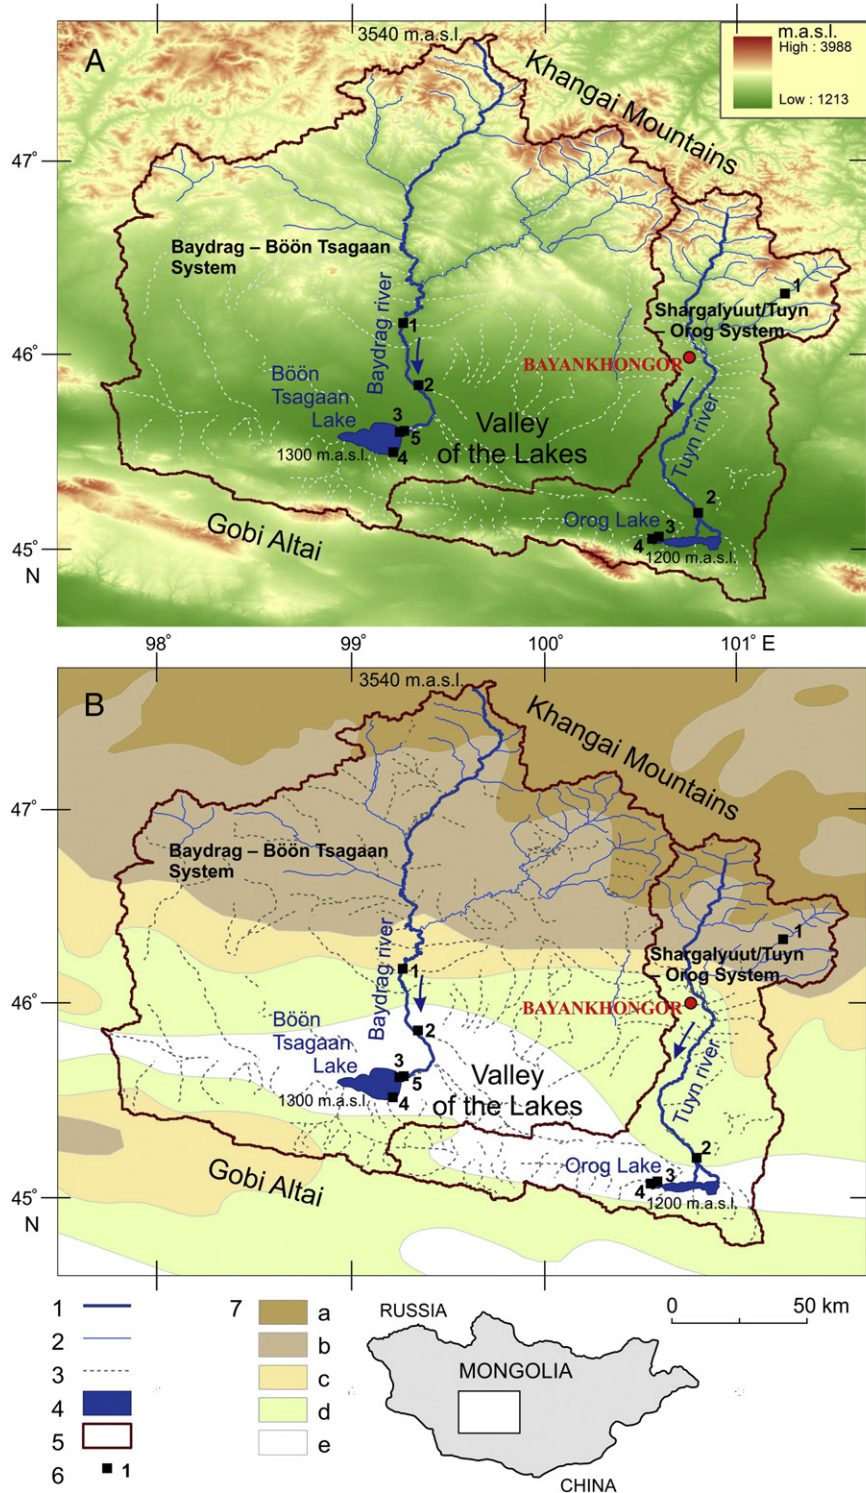 A
3540 m.a.s.l.
Khangai Mountains
m.a.s.l.
High : 3988
Low : 1213
47°
46°
45°
N
Baydrag – Böön Tsagaan
System
Baydrag river
1
2
3
5
4
Böön
Tsagaan
Lake
1300 m.a.s.l.
Valley
of the Lakes
Shargalyuut/Tuyn
– Orog System
1
BAYANKHONGOR
Tuyn river
2
Orog Lake
3
4
1200 m.a.s.l.
Gobi Altai
98°
99°
100°
101° E
B
3540 m.a.s.l.
Khangai Mountains
47°
46°
45°
N
Baydrag – Böön Tsagaan
System
Baydrag river
1
2
3
5
4
Böön
Tsagaan
Lake
1300 m.a.s.l.
Valley
of the Lakes
Shargalyuut/Tuyn
– Orog System
1
BAYANKHONGOR
Tuyn river
2
Orog Lake
3
4
1200 m.a.s.l.
Gobi Altai
1
2
3
4
5
6
1
7
a
b
c
d
e
RUSSIA
MONGOLIA
CHINA
0
50 km